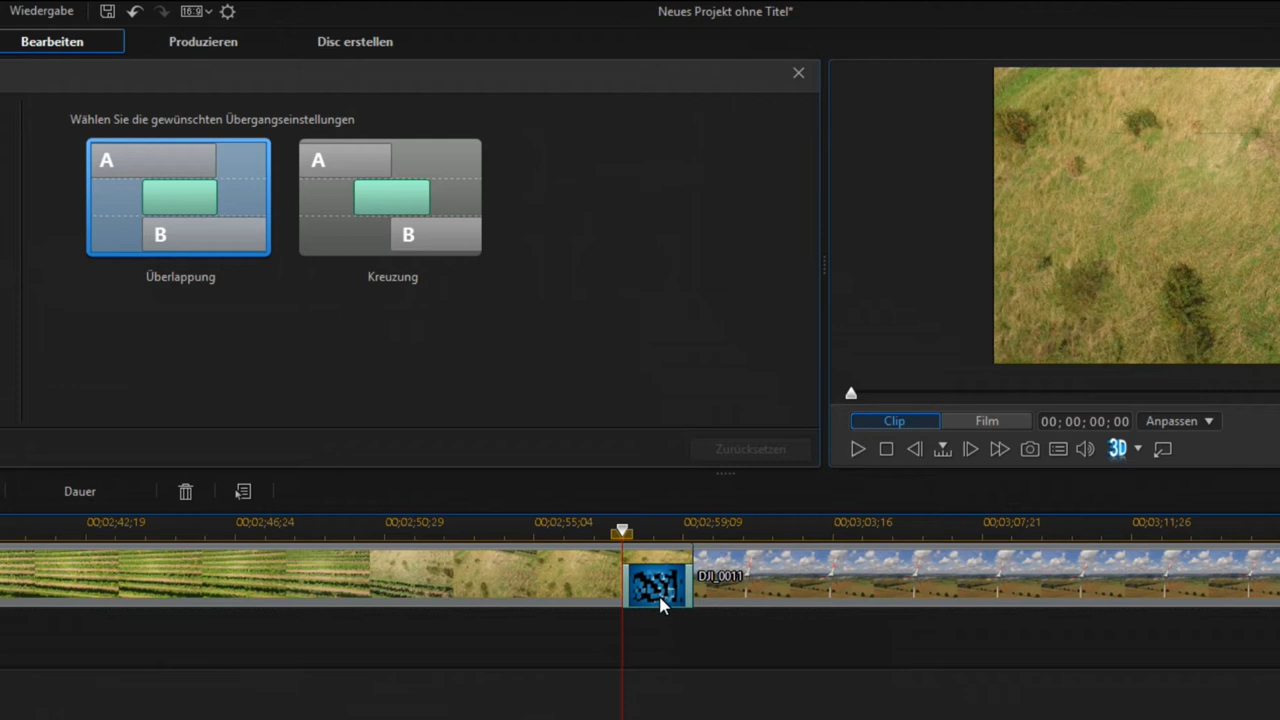 Wiedergabe
16:9
Neues Projekt ohne Titel*
Bearbeiten
Produzieren
Disc erstellen
Wählen Sie die gewünschten Übergangseinstellungen
A
B
Überlappung
A
B
Kreuzung
Zurücksetzen
Clip
Film
00; 00; 00; 00
Anpassen
3D
Dauer
00;02;42;19
00;02;46;24
00;02;50;29
00;02;55;04
00;02;59;09
00;03;03;16
00;03;07;21
00;03;11;26
DJI_0011